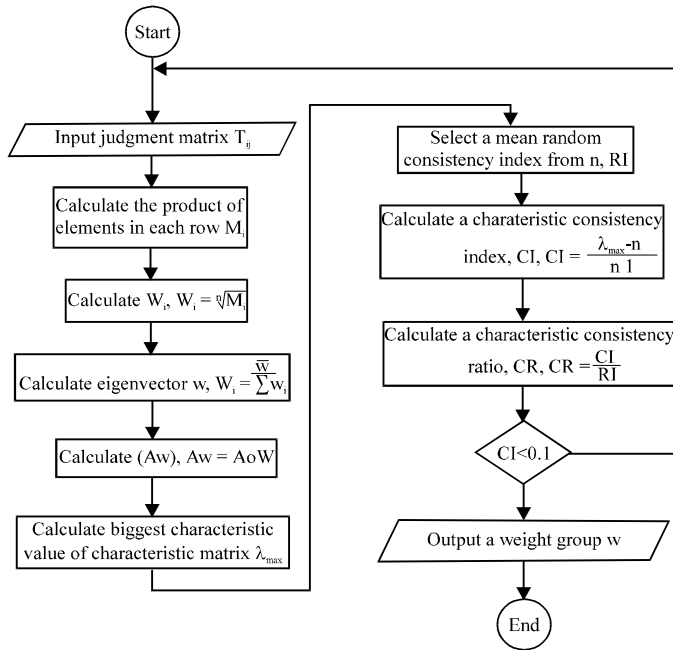 Start
Input judgment matrix T_ij
Calculate the product of
elements in each row M_i
Calculate W_i, W_i = ⁿ√M_i
Calculate eigenvector w, W_i = w̅ / ∑w_i
Calculate (Aw), Aw = AoW
Calculate biggest characteristic
value of characteristic matrix λ_max
Select a mean random
consistency index from n, RI
Calculate a charateristic consistency
index, CI, CI = λ_max-n / n 1
Calculate a characteristic consistency
ratio, CR, CR = CI / RI
CI<0.1
Output a weight group w
End